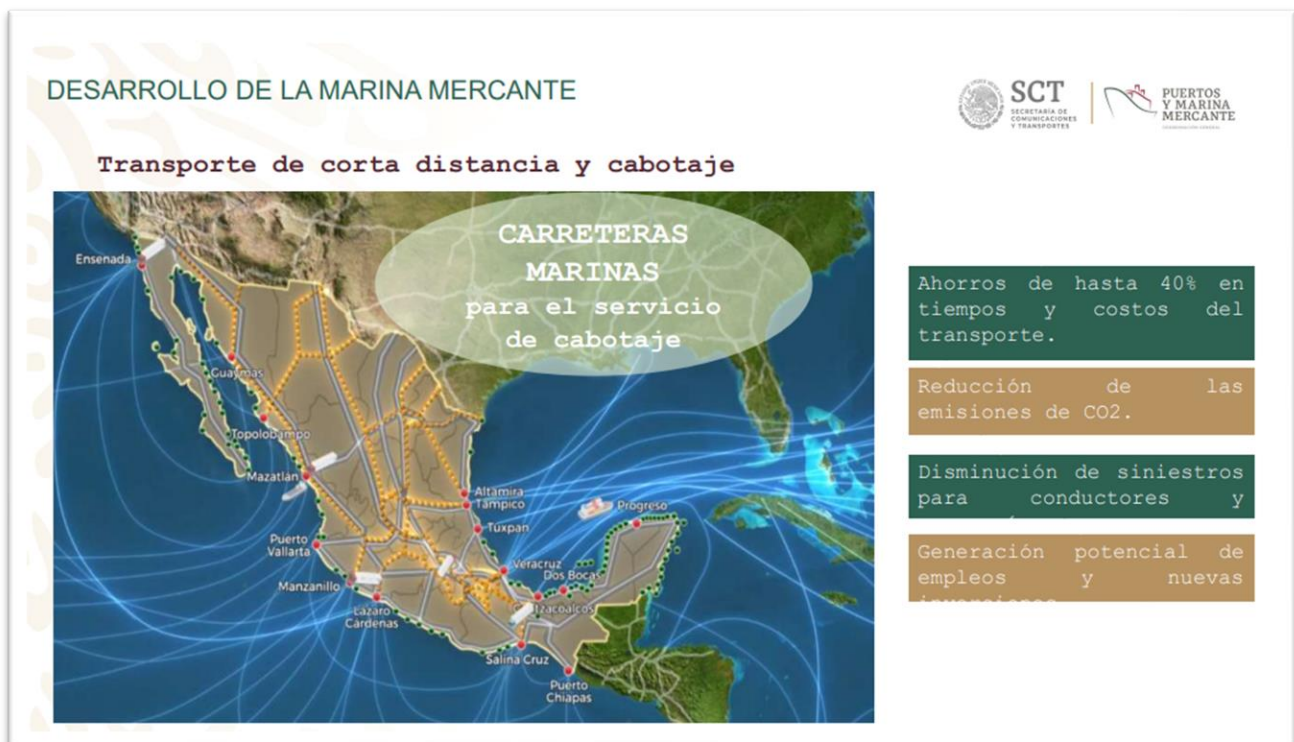 DESARROLLO DE LA MARINA MERCANTE
SCT
SECRETARÍA DE
COMUNICACIONES
Y TRANSPORTES
PUERTOS
Y MARINA
MERCANTE
COORDINACIÓN GENERAL
Transporte de corta distancia y cabotaje
CARRETERAS
MARINAS
para el servicio
de cabotaje
Ensenada
Guaymas
Topolobampo
Mazatlán
Puerto
Vallarta
Manzanillo
Lázaro
Cárdenas
Altamira
Tampico
Túxpan
Veracruz
Dos Bocas
Progreso
Salina Cruz
Puerto
Chiapas
Ahorros de hasta 40% en
tiempos y costos del
transporte.
Reducción de las
emisiones de CO2.
Disminución de siniestros
para conductores y
Generación potencial de
empleos y nuevas